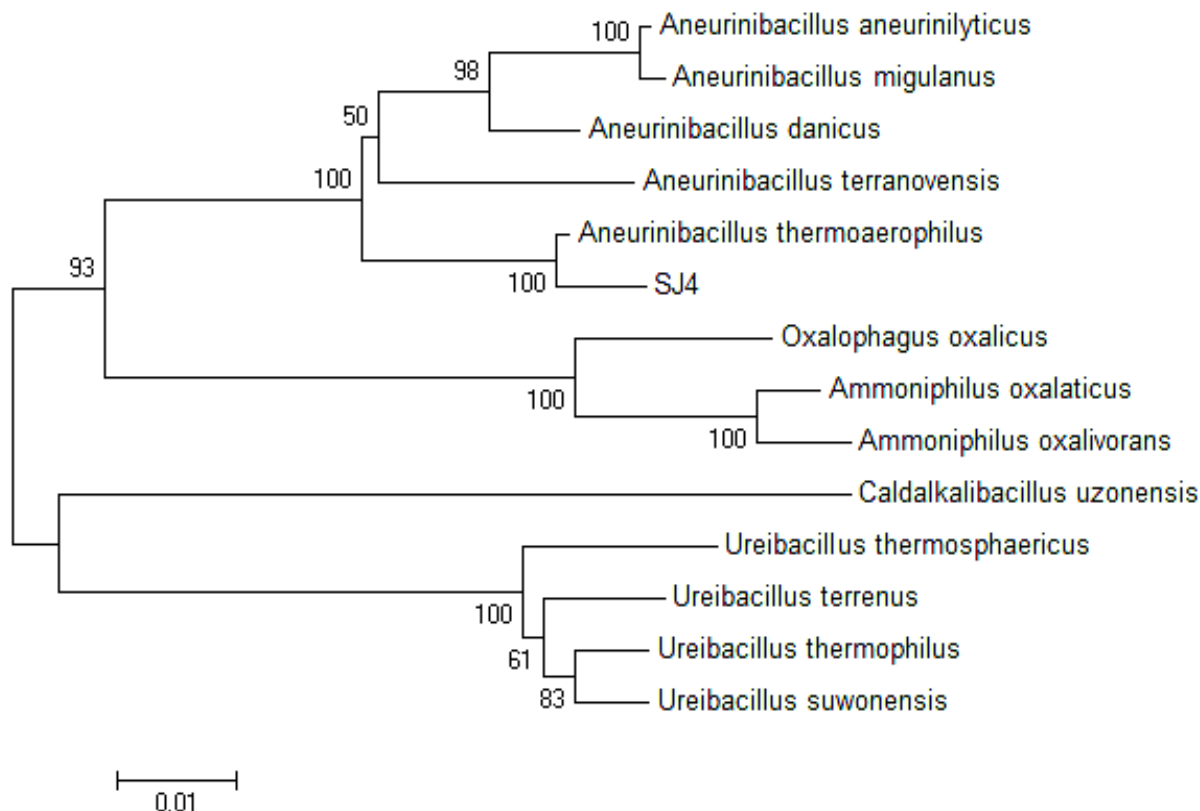 100
Aneurinibacillus aneurinilyticus
98
Aneurinibacillus migulanus
50
Aneurinibacillus danicus
100
Aneurinibacillus terranovensis
Aneurinibacillus thermoaerophilus
93
100
SJ4
Oxalophagus oxalicus
100
Ammoniphilus oxalaticus
100
Ammoniphilus oxalivorans
Caldalkalibacillus uzonensis
Ureibacillus thermosphaericus
100
Ureibacillus terrenus
61
Ureibacillus thermophilus
83
Ureibacillus suwonensis
0.01